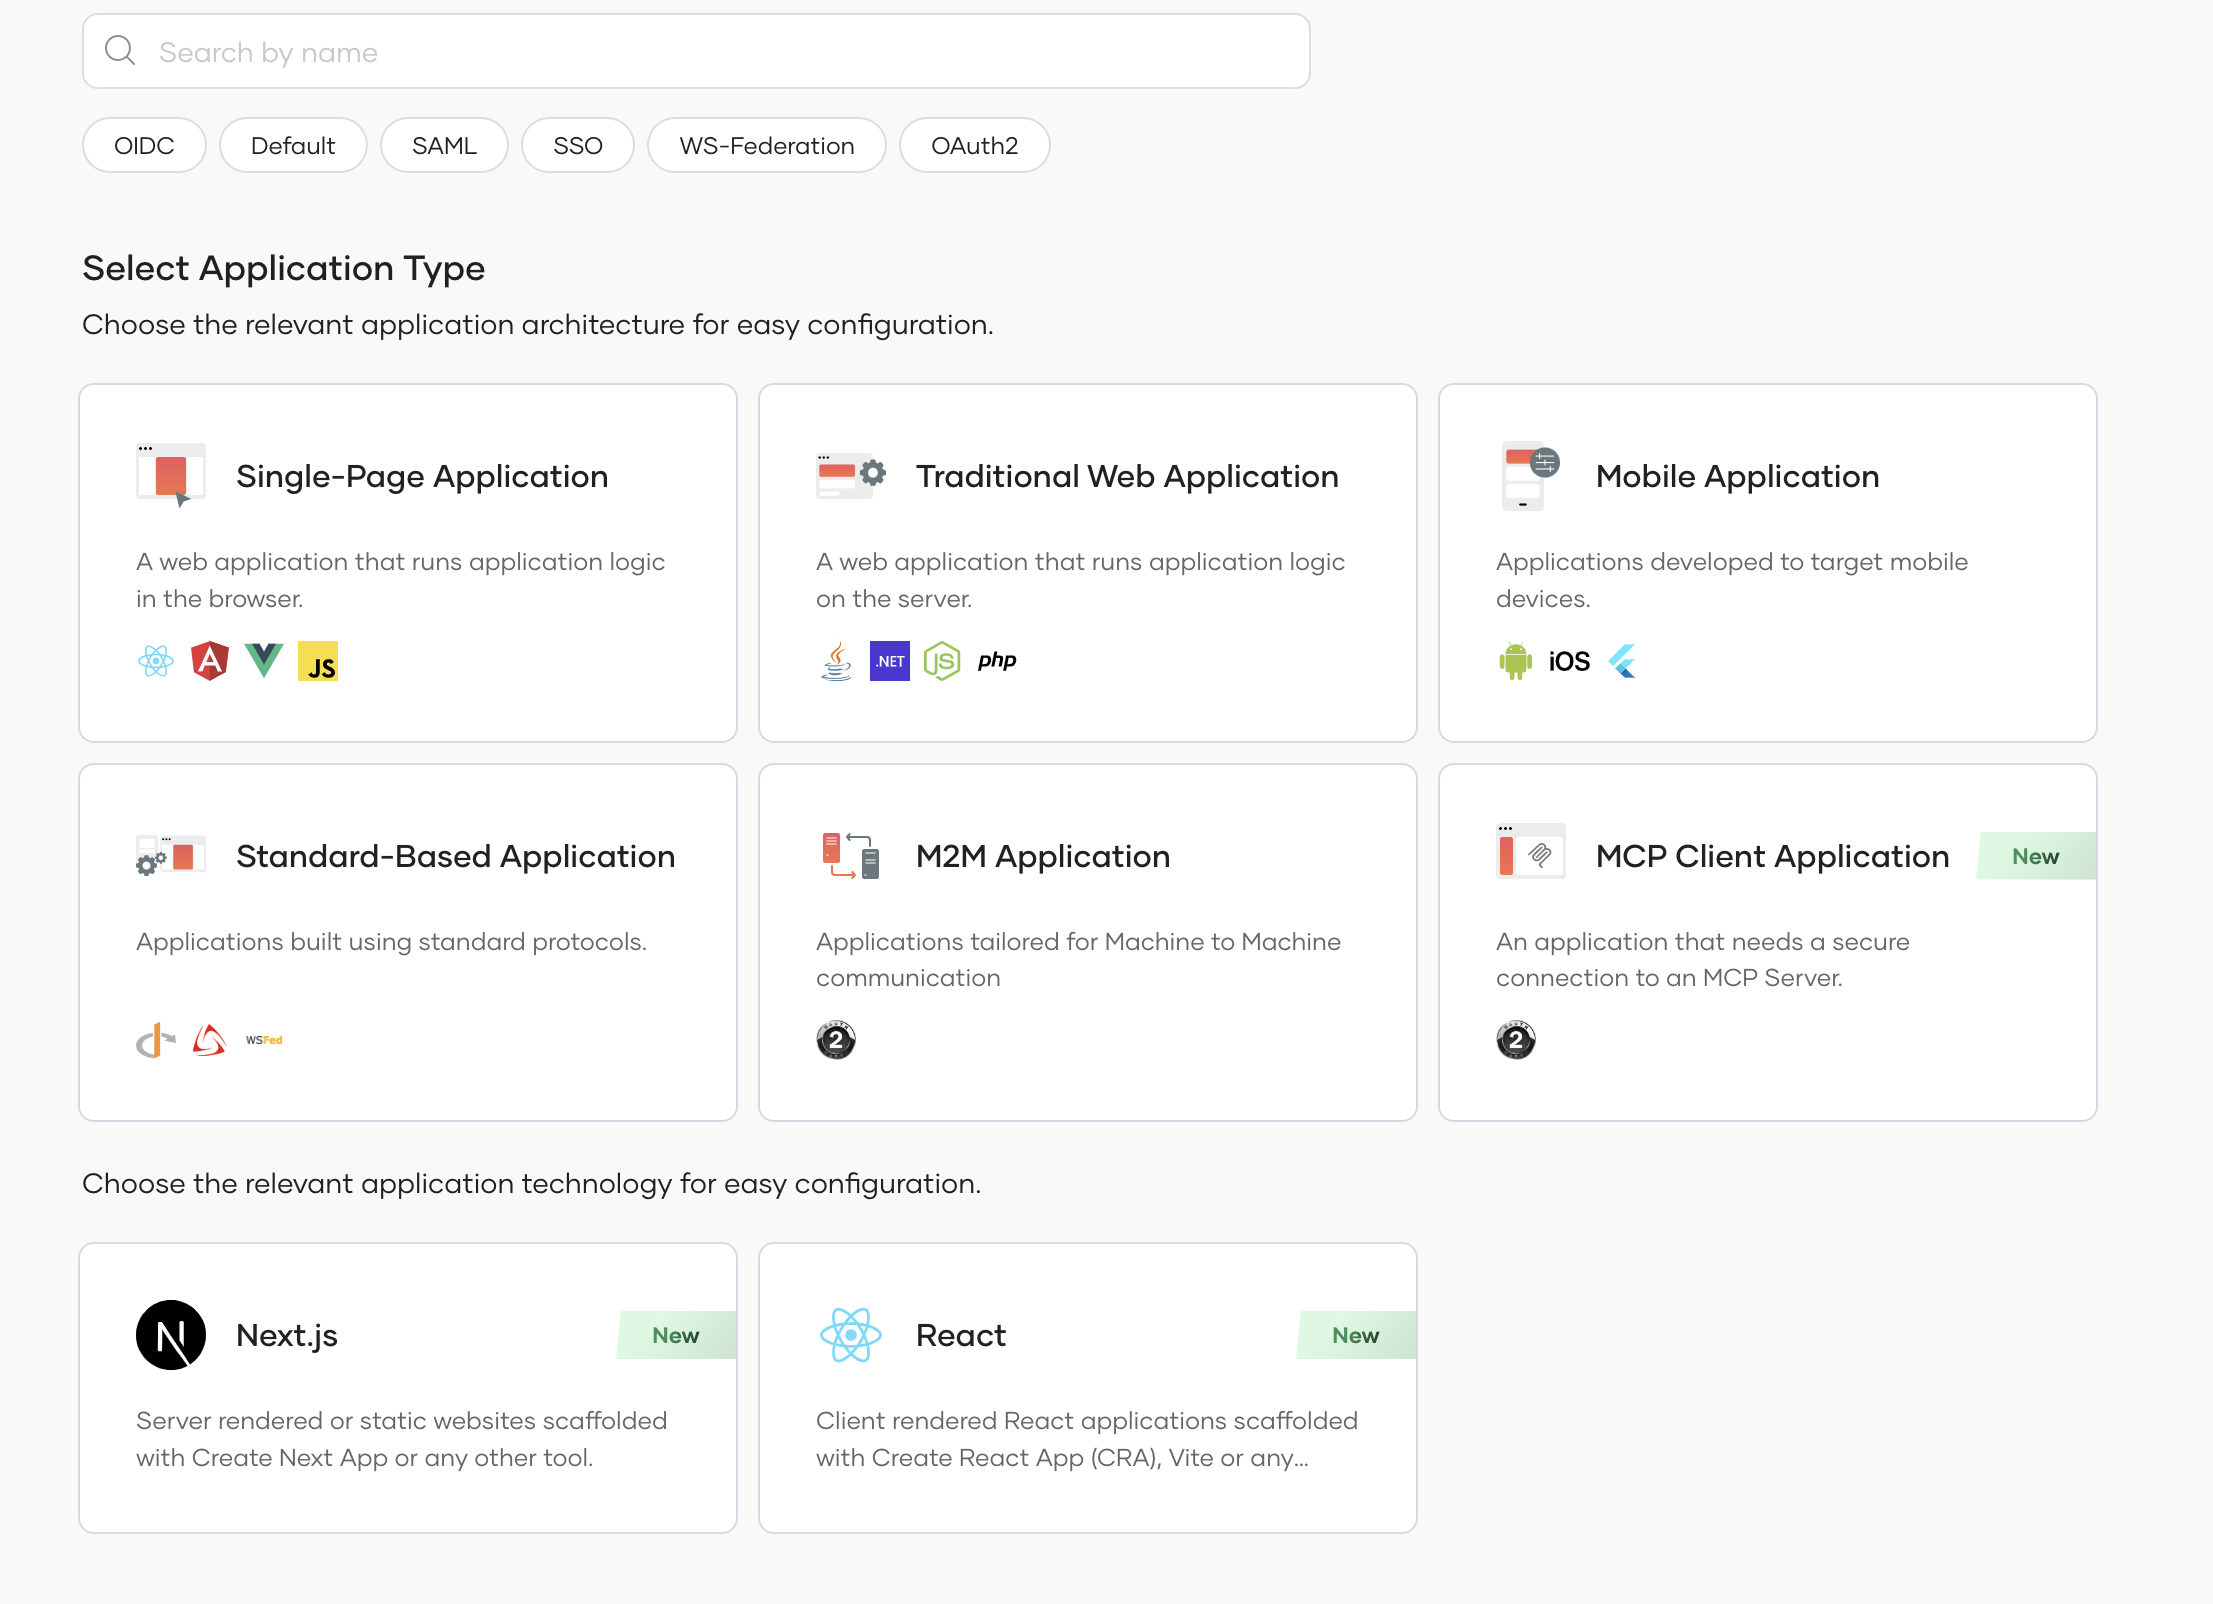 Search by name
OIDC
Default
SAML
SSO
WS-Federation
OAuth2
Select Application Type
Choose the relevant application architecture for easy configuration.
Single-Page Application
A web application that runs application logic
in the browser.
JS
Traditional Web Application
A web application that runs application logic
on the server.
.NET
JS
php
Mobile Application
Applications developed to target mobile
devices.
iOS
Standard-Based Application
Applications built using standard protocols.
WSFed
M2M Application
Applications tailored for Machine to Machine
communication
2
MCP Client Application
New
An application that needs a secure
connection to an MCP Server.
2
Choose the relevant application technology for easy configuration.
Next.js
New
Server rendered or static websites scaffolded
with Create Next App or any other tool.
React
New
Client rendered React applications scaffolded
with Create React App (CRA), Vite or any...